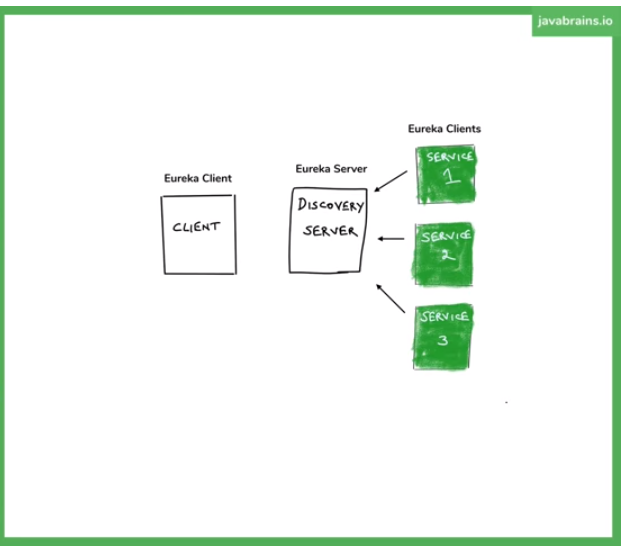 javabrains.io
Eureka Clients
SERVICE
1
Eureka Server
Eureka Client
DISCOVERY
SERVER
CLIENT
SERVICE
2
SERVICE
3